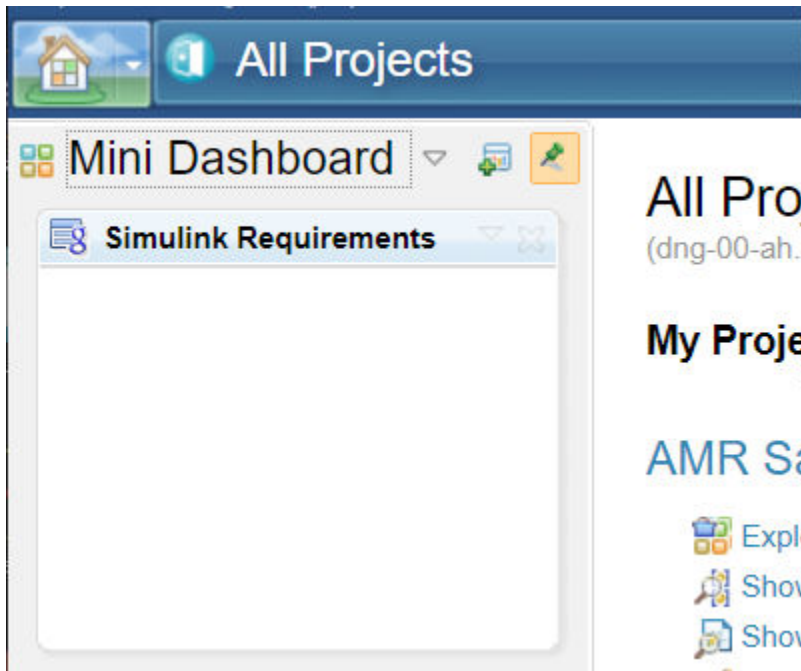 All Projects
Mini Dashboard
Simulink Requirements
All Pro
(dng-00-ah.
My Proje
AMR Sa
Expl
Show
Show